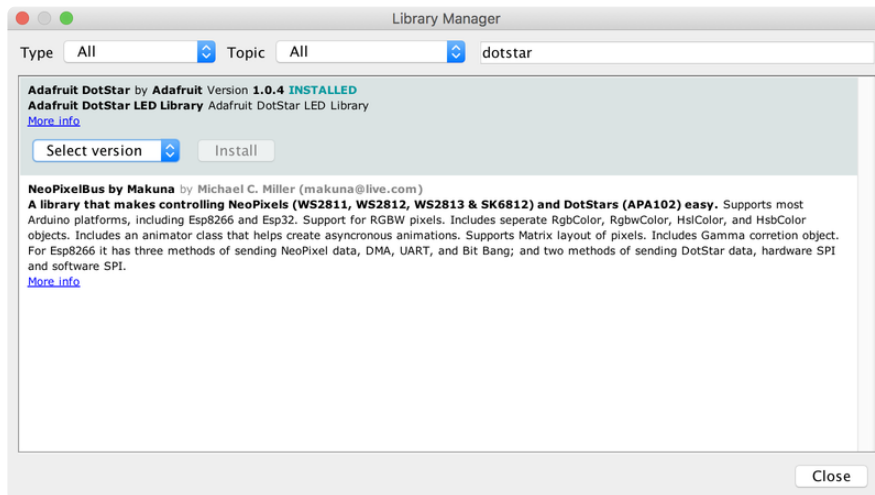 Library Manager
Type All Topic All dotstar
Adafruit DotStar by Adafruit Version 1.0.4 INSTALLED
Adafruit DotStar LED Library Adafruit DotStar LED Library
More info
Select version Install
NeoPixelBus by Makuna by Michael C. Miller (makuna@live.com)
A library that makes controlling NeoPixels (WS2811, WS2812, WS2813 & SK6812) and DotStars (APA102) easy. Supports most
Arduino platforms, including Esp8266 and Esp32. Support for RGBW pixels. Includes seperate RgbColor, RgbwColor, HslColor, and HsbColor
objects. Includes an animator class that helps create asyncronous animations. Supports Matrix layout of pixels. Includes Gamma corretion object.
For Esp8266 it has three methods of sending NeoPixel data, DMA, UART, and Bit Bang; and two methods of sending DotStar data, hardware SPI
and software SPI.
More info
Close